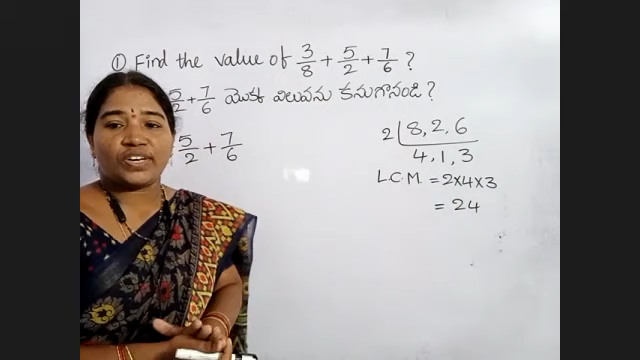 ① Find the value of 3/8 + 5/2 + 7/6 ?
5/2 + 7/6 యొక్క విలువను కనుగొనండి ?
5/2 + 7/6
2 | 8, 2, 6
4, 1, 3
L.C.M. = 2×4×3
= 24